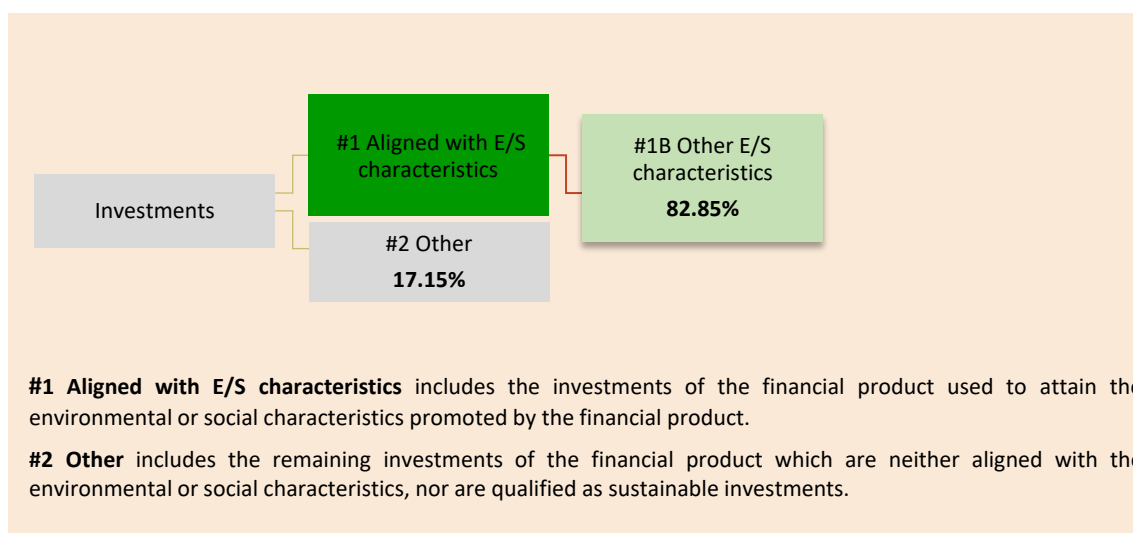 #1 Aligned with E/S
characteristics
#1B Other E/S
characteristics
82.85%
Investments
#2 Other
17.15%
#1 Aligned with E/S characteristics includes the investments of the financial product used to attain the
environmental or social characteristics promoted by the financial product.
#2 Other includes the remaining investments of the financial product which are neither aligned with the
environmental or social characteristics, nor are qualified as sustainable investments.